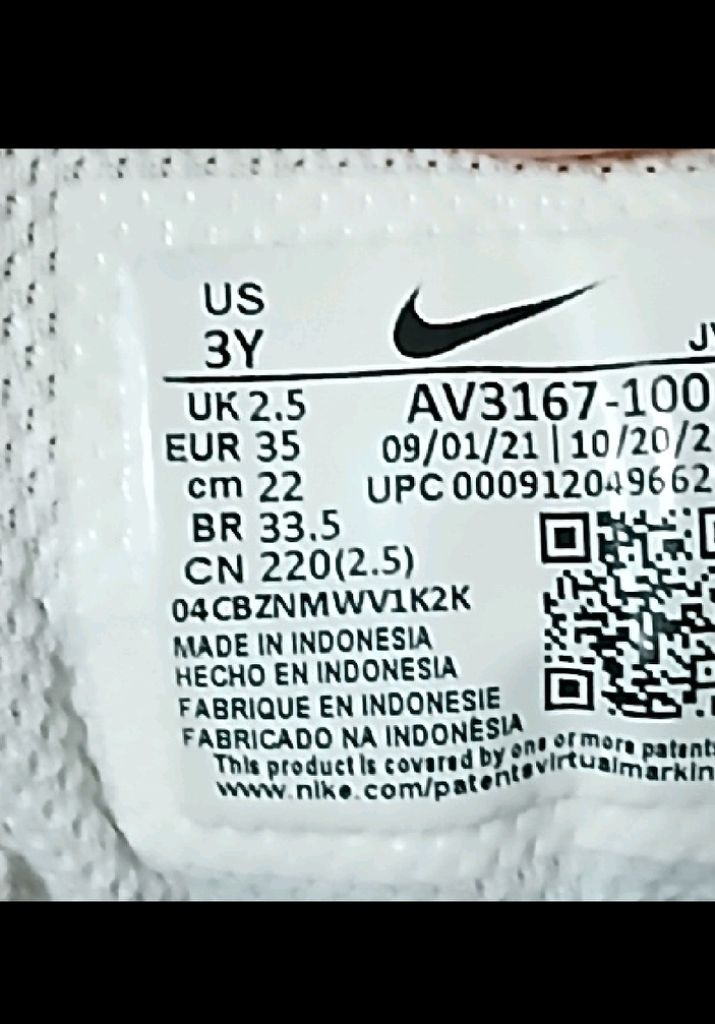 US
3Y
UK 2.5
AV3167-100
EUR 35
09/01/21 | 10/20/2
cm 22
UPC 000912049662
BR 33.5
CN 220(2.5)
04CBZNMWV1K2K
MADE IN INDONESIA
HECHO EN INDONESIA
FABRIQUE EN INDONESIE
FABRICADO NA INDONÉSIA
This product is covered by one or more patents
www.nike.com/patentsvirtualmarkin